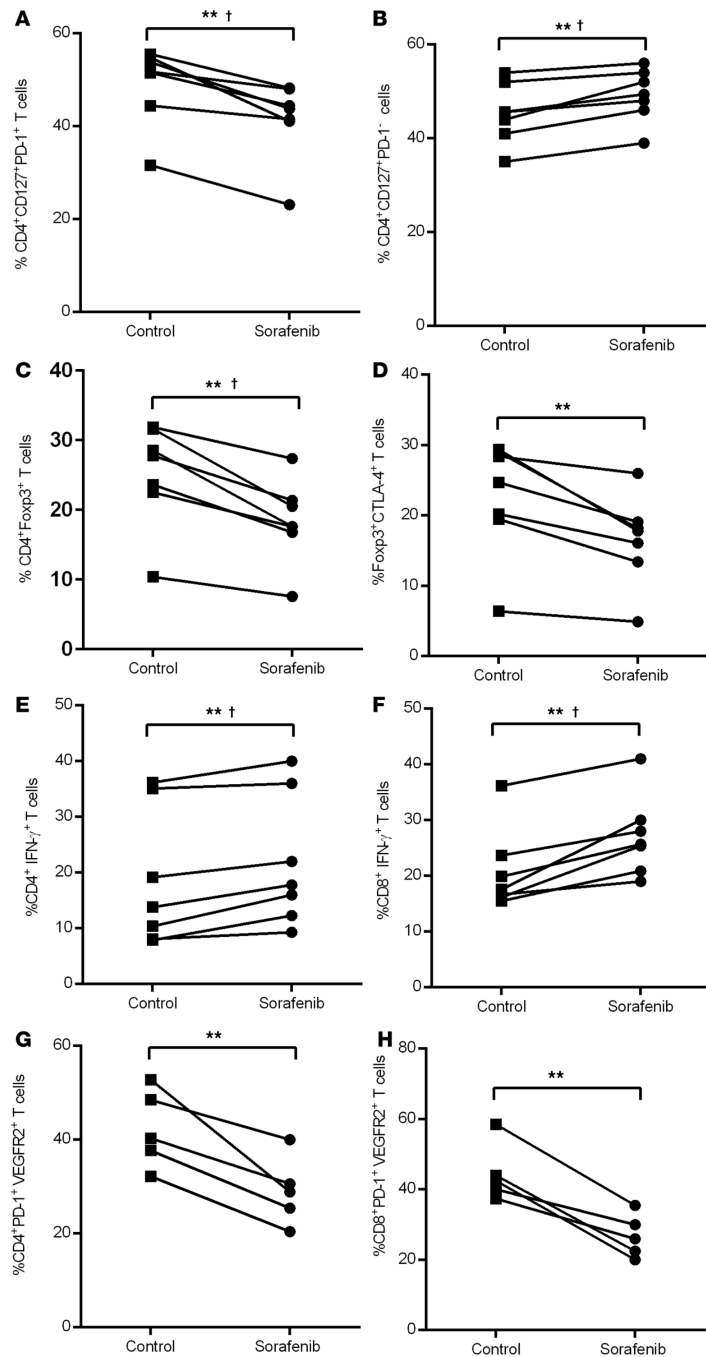 A
** †
60
40
20
0
% CD4⁺CD127⁺PD-1⁺ T cells
Control Sorafenib
B
** †
60
40
20
0
% CD4⁺CD127⁺PD-1⁻ cells
Control Sorafenib
C
** †
40
30
20
10
0
% CD4⁺Foxp3⁺ T cells
Control Sorafenib
D
**
40
30
20
10
0
%Foxp3⁺CTLA-4⁺ T cells
Control Sorafenib
E
** †
50
40
30
20
10
0
%CD4⁺ IFN-γ⁺ T cells
Control Sorafenib
F
** †
50
40
30
20
10
0
%CD8⁺ IFN-γ⁺ T cells
Control Sorafenib
G
**
60
40
20
0
%CD4⁺PD-1⁺ VEGFR2⁺ T cells
Control Sorafenib
H
**
80
60
40
20
0
%CD8⁺PD-1⁺ VEGFR2⁺ T cells
Control Sorafenib